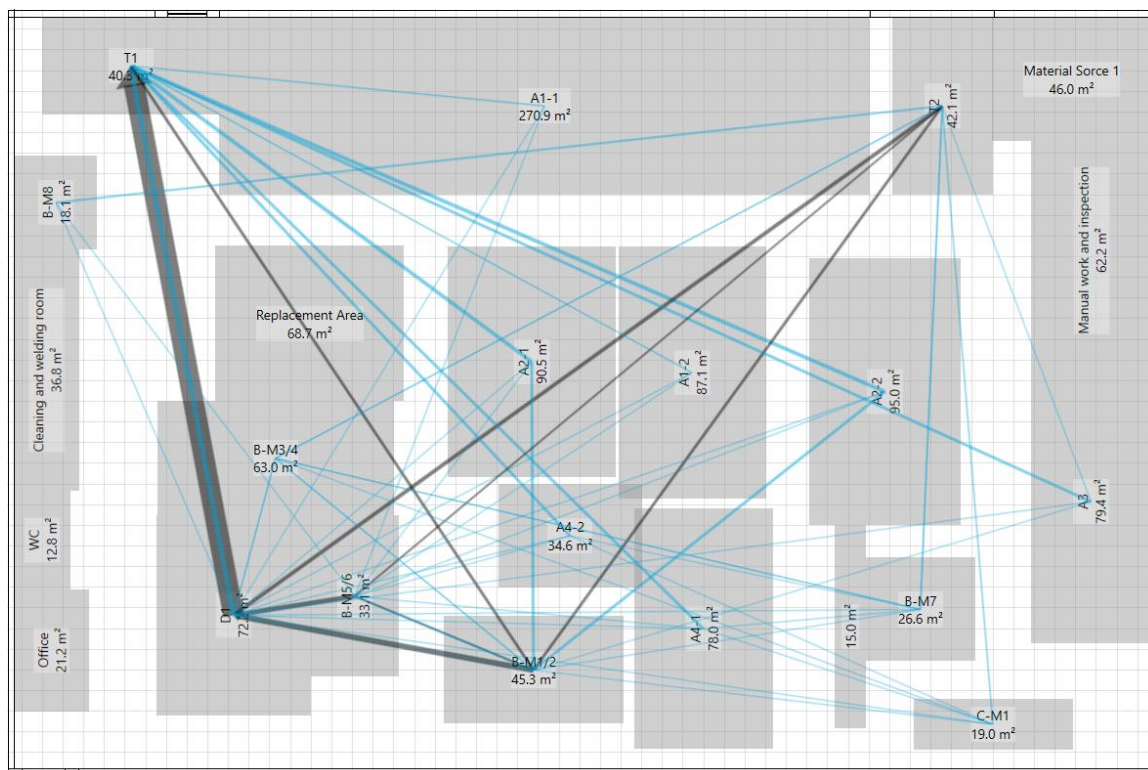 T1
40.3 m²
A1-1
270.9 m²
T2
42.1 m²
Material Sorce 1
46.0 m²
B-M8
18.1 m²
Manual work and inspection
62.2 m²
Cleaning and welding room
36.8 m²
Replacement Area
68.7 m²
A2-1
90.5 m²
A1-2
87.1 m²
A2-2
95.0 m²
B-M3/4
63.0 m²
A3
79.4 m²
WC
12.8 m²
A4-2
34.6 m²
B-M5/6
33.1 m²
D1
B-M7
26.6 m²
A4-1
78.0 m²
15.0 m²
Office
21.2 m²
B-M1/2
45.3 m²
C-M1
19.0 m²